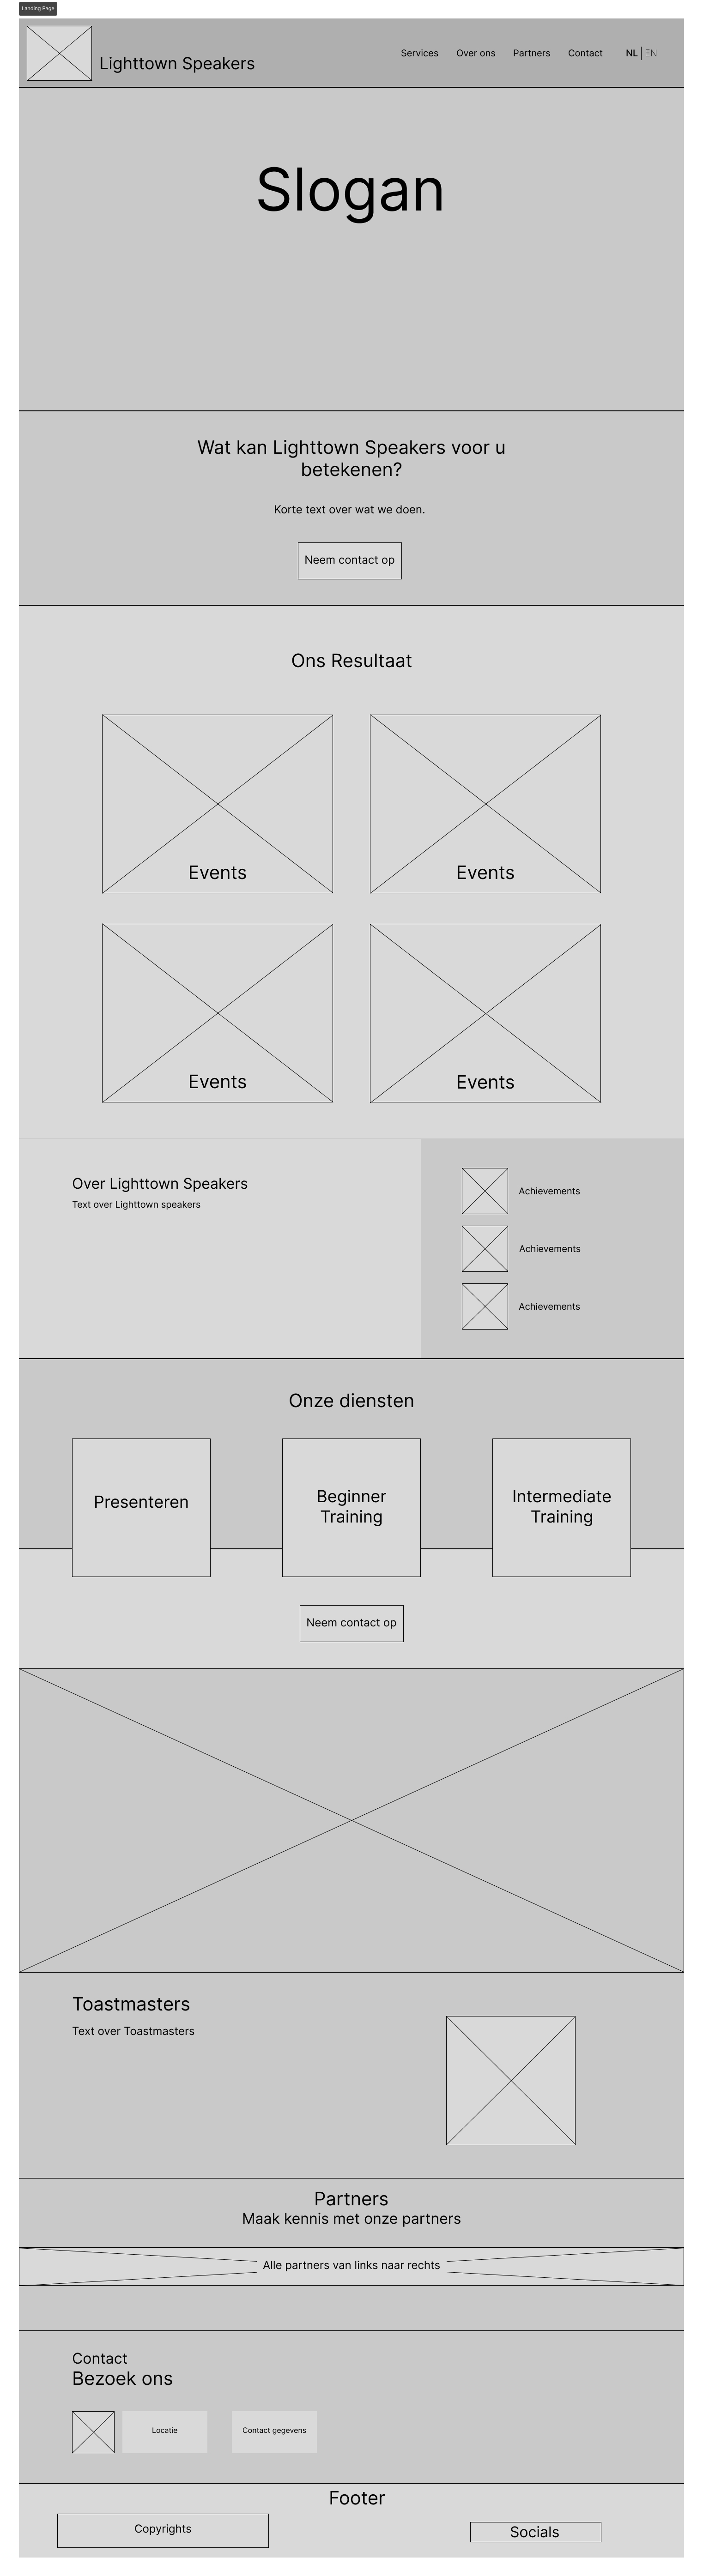 Landing Page
Lighttown Speakers
Services
Over ons
Partners
Contact
NL | EN
Slogan
Wat kan Lighttown Speakers voor u
betekenen?
Korte text over wat we doen.
Neem contact op
Ons Resultaat
Events
Events
Events
Events
Over Lighttown Speakers
Text over Lighttown speakers
Achievements
Achievements
Achievements
Onze diensten
Presenteren
Beginner
Training
Intermediate
Training
Neem contact op
Toastmasters
Text over Toastmasters
Partners
Maak kennis met onze partners
Alle partners van links naar rechts
Contact
Bezoek ons
Locatie
Contact gegevens
Footer
Copyrights
Socials